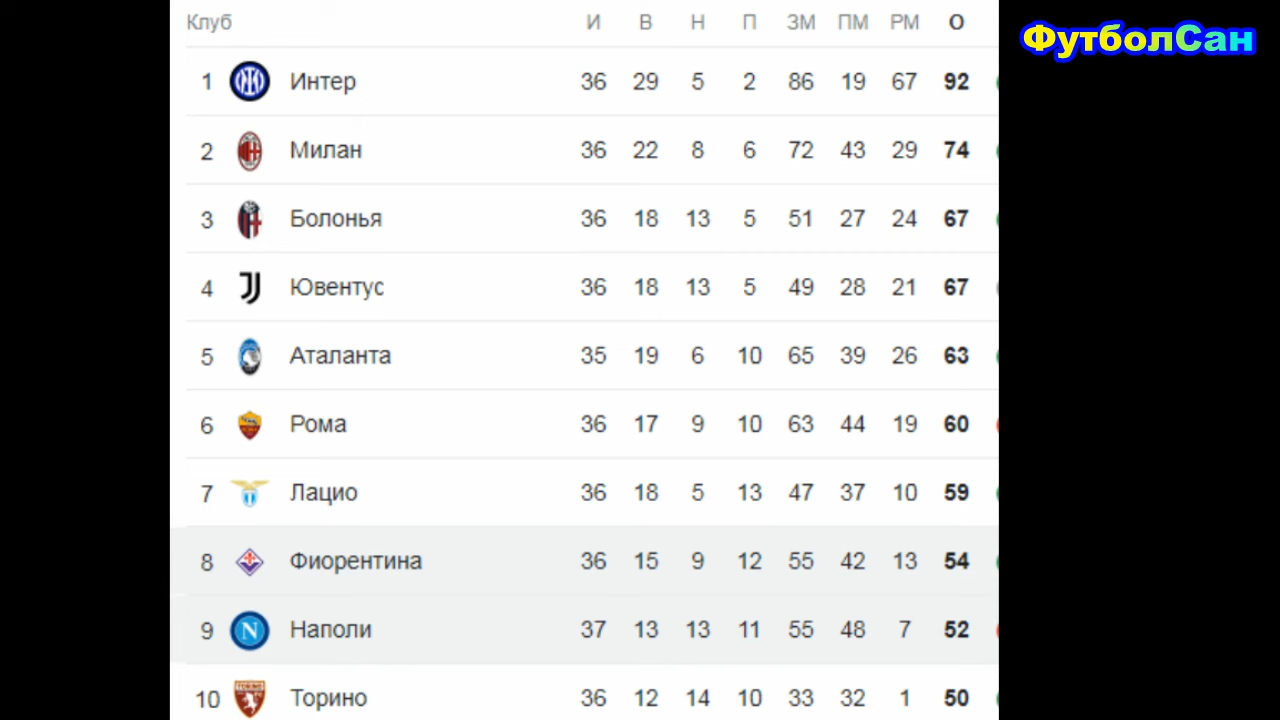 Клуб И В Н П ЗМ ПМ РМ О
ФутболСан
1 Интер 36 29 5 2 86 19 67 92
2 Милан 36 22 8 6 72 43 29 74
3 Болонья 36 18 13 5 51 27 24 67
4 Ювентус 36 18 13 5 49 28 21 67
5 Аталанта 35 19 6 10 65 39 26 63
6 Рома 36 17 9 10 63 44 19 60
7 Лацио 36 18 5 13 47 37 10 59
8 Фиорентина 36 15 9 12 55 42 13 54
9 N Наполи 37 13 13 11 55 48 7 52
10 Торино 36 12 14 10 33 32 1 50